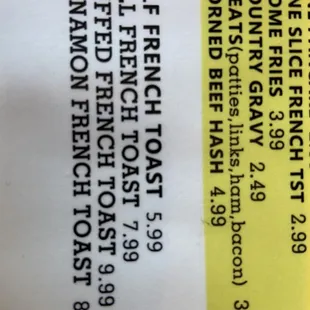 NE SLICE FRENCH TST 2.99
OME FRIES 3.99
OUNTRY GRAVY 2.49
EATS(patties,links,ham,bacon) 3
ORNED BEEF HASH 4.99
LF FRENCH TOAST 5.99
LL FRENCH TOAST 7.99
FFED FRENCH TOAST 9.99
NAMON FRENCH TOAST 8